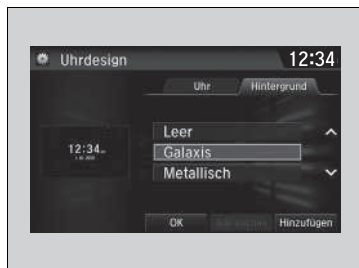 Uhrdesign 12:34
Uhr Hintergrund
Leer
12:34
Galaxis
Metallisch
OK Hinzufügen